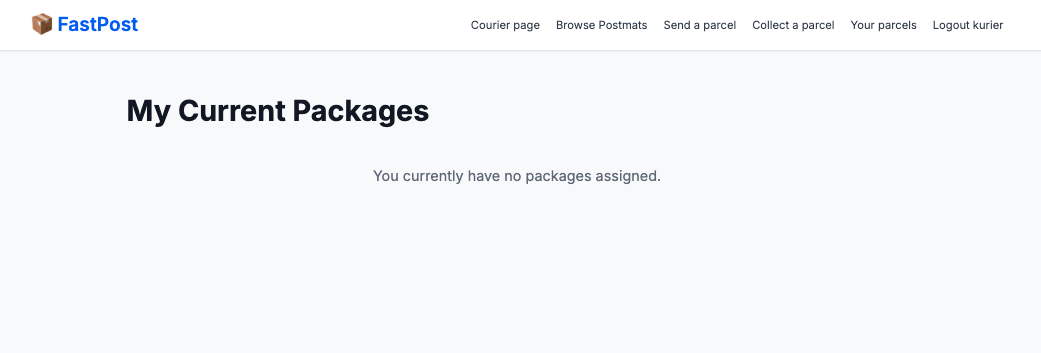 📦 FastPost
Courier page Browse Postmats Send a parcel Collect a parcel Your parcels Logout kurier
My Current Packages
You currently have no packages assigned.